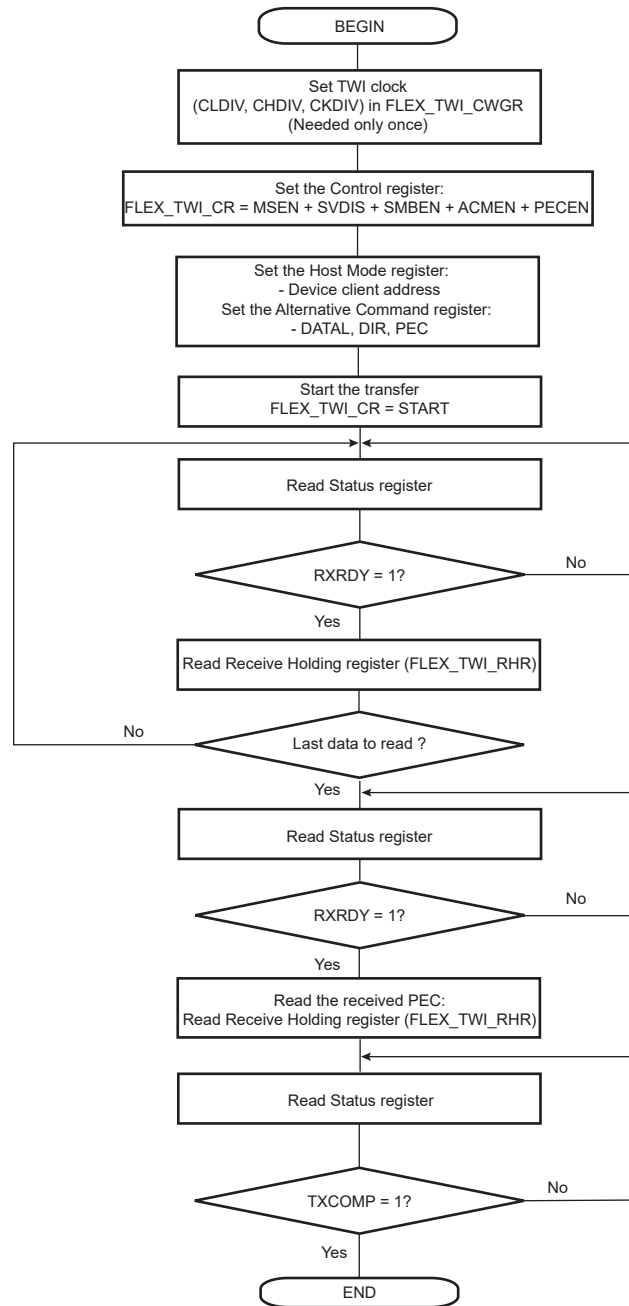 BEGIN
Set TWI clock
(CLDIV, CHDIV, CKDIV) in FLEX_TWI_CWGR
(Needed only once)
Set the Control register:
FLEX_TWI_CR = MSEN + SVDIS + SMBEN + ACMEN + PECEN
Set the Host Mode register:
- Device client address
Set the Alternative Command register:
- DATAL, DIR, PEC
Start the transfer
FLEX_TWI_CR = START
Read Status register
RXRDY = 1?
No
Yes
Read Receive Holding register (FLEX_TWI_RHR)
No
Last data to read ?
Yes
Read Status register
RXRDY = 1?
No
Yes
Read the received PEC:
Read Receive Holding register (FLEX_TWI_RHR)
Read Status register
TXCOMP = 1?
No
Yes
END